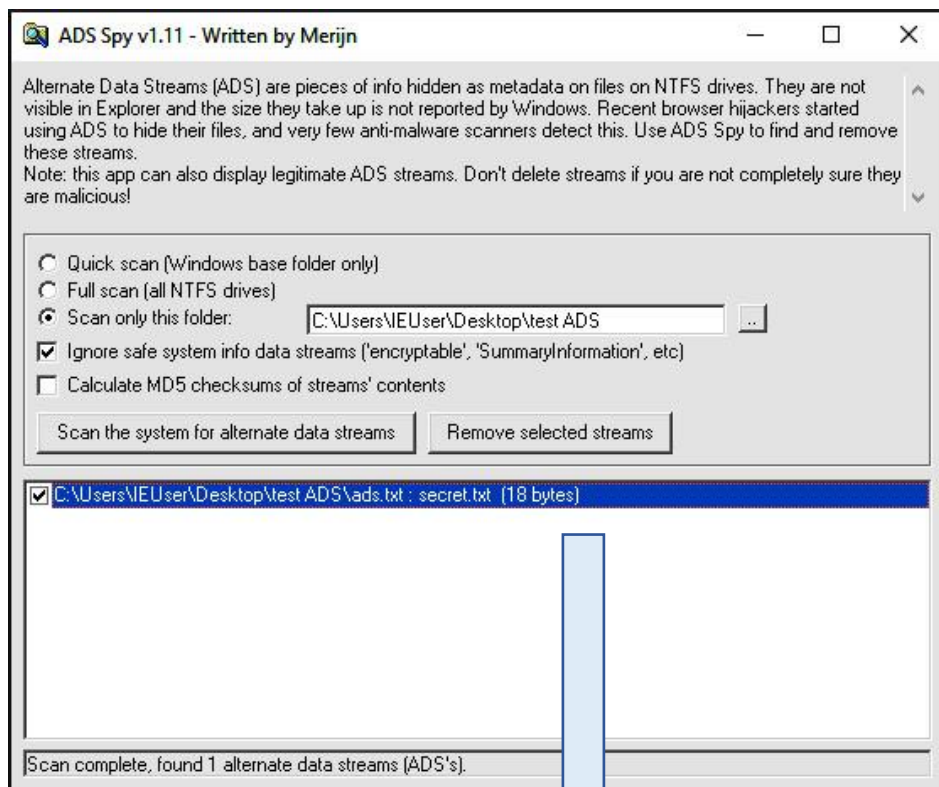 ADS Spy v1.11 - Written by Merijn
Alternate Data Streams (ADS) are pieces of info hidden as metadata on files on NTFS drives. They are not
visible in Explorer and the size they take up is not reported by Windows. Recent browser hijackers started
using ADS to hide their files, and very few anti-malware scanners detect this. Use ADS Spy to find and remove
these streams.
Note: this app can also display legitimate ADS streams. Don't delete streams if you are not completely sure they
are malicious!
Quick scan (Windows base folder only)
Full scan (all NTFS drives)
Scan only this folder: C:\Users\IEUser\Desktop\test ADS ..
Ignore safe system info data streams ('encryptable', 'SummaryInformation', etc)
Calculate MD5 checksums of streams' contents
Scan the system for alternate data streams Remove selected streams
C:\Users\IEUser\Desktop\test ADS\ads.txt : secret.txt (18 bytes)
Scan complete, found 1 alternate data streams (ADS's).